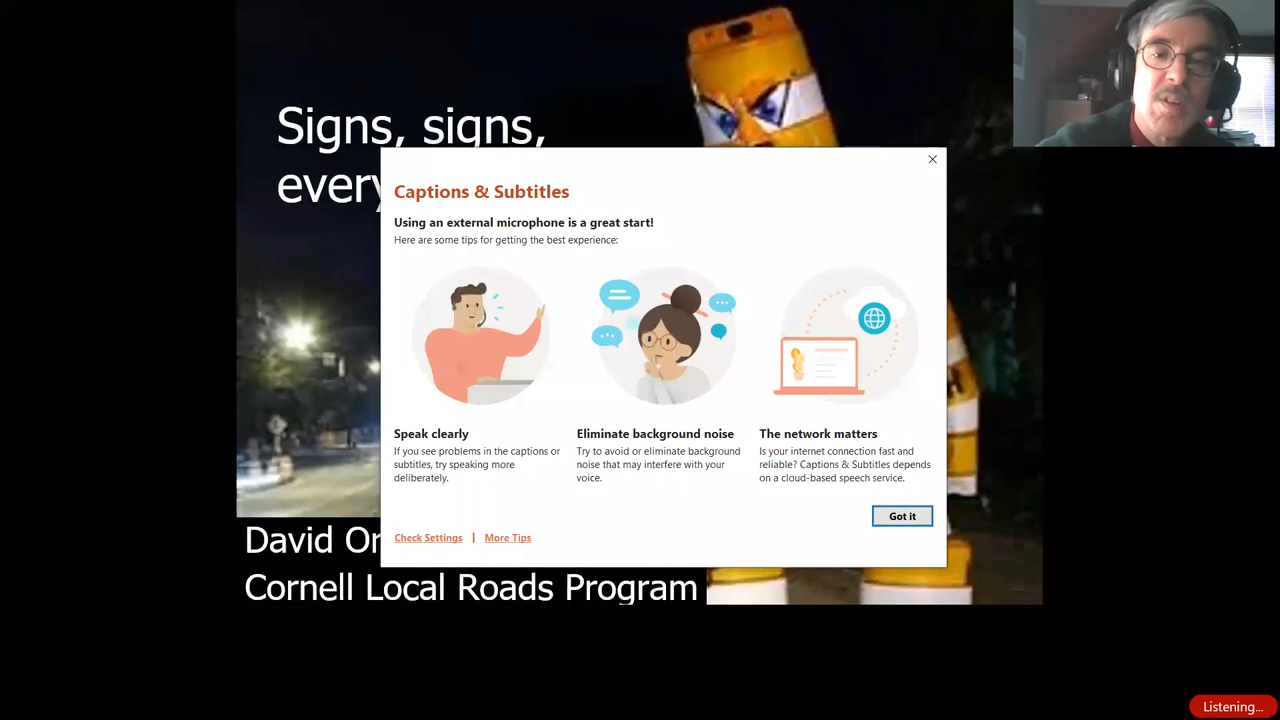 Signs, signs,
every
Captions & Subtitles
Using an external microphone is a great start!
Here are some tips for getting the best experience:
Speak clearly
If you see problems in the captions or
subtitles, try speaking more
deliberately.
Eliminate background noise
Try to avoid or eliminate background
noise that may interfere with your
voice.
The network matters
Is your internet connection fast and
reliable? Captions & Subtitles depends
on a cloud-based speech service.
Got it
Check Settings | More Tips
David Or
Cornell Local Roads Program
Listening...